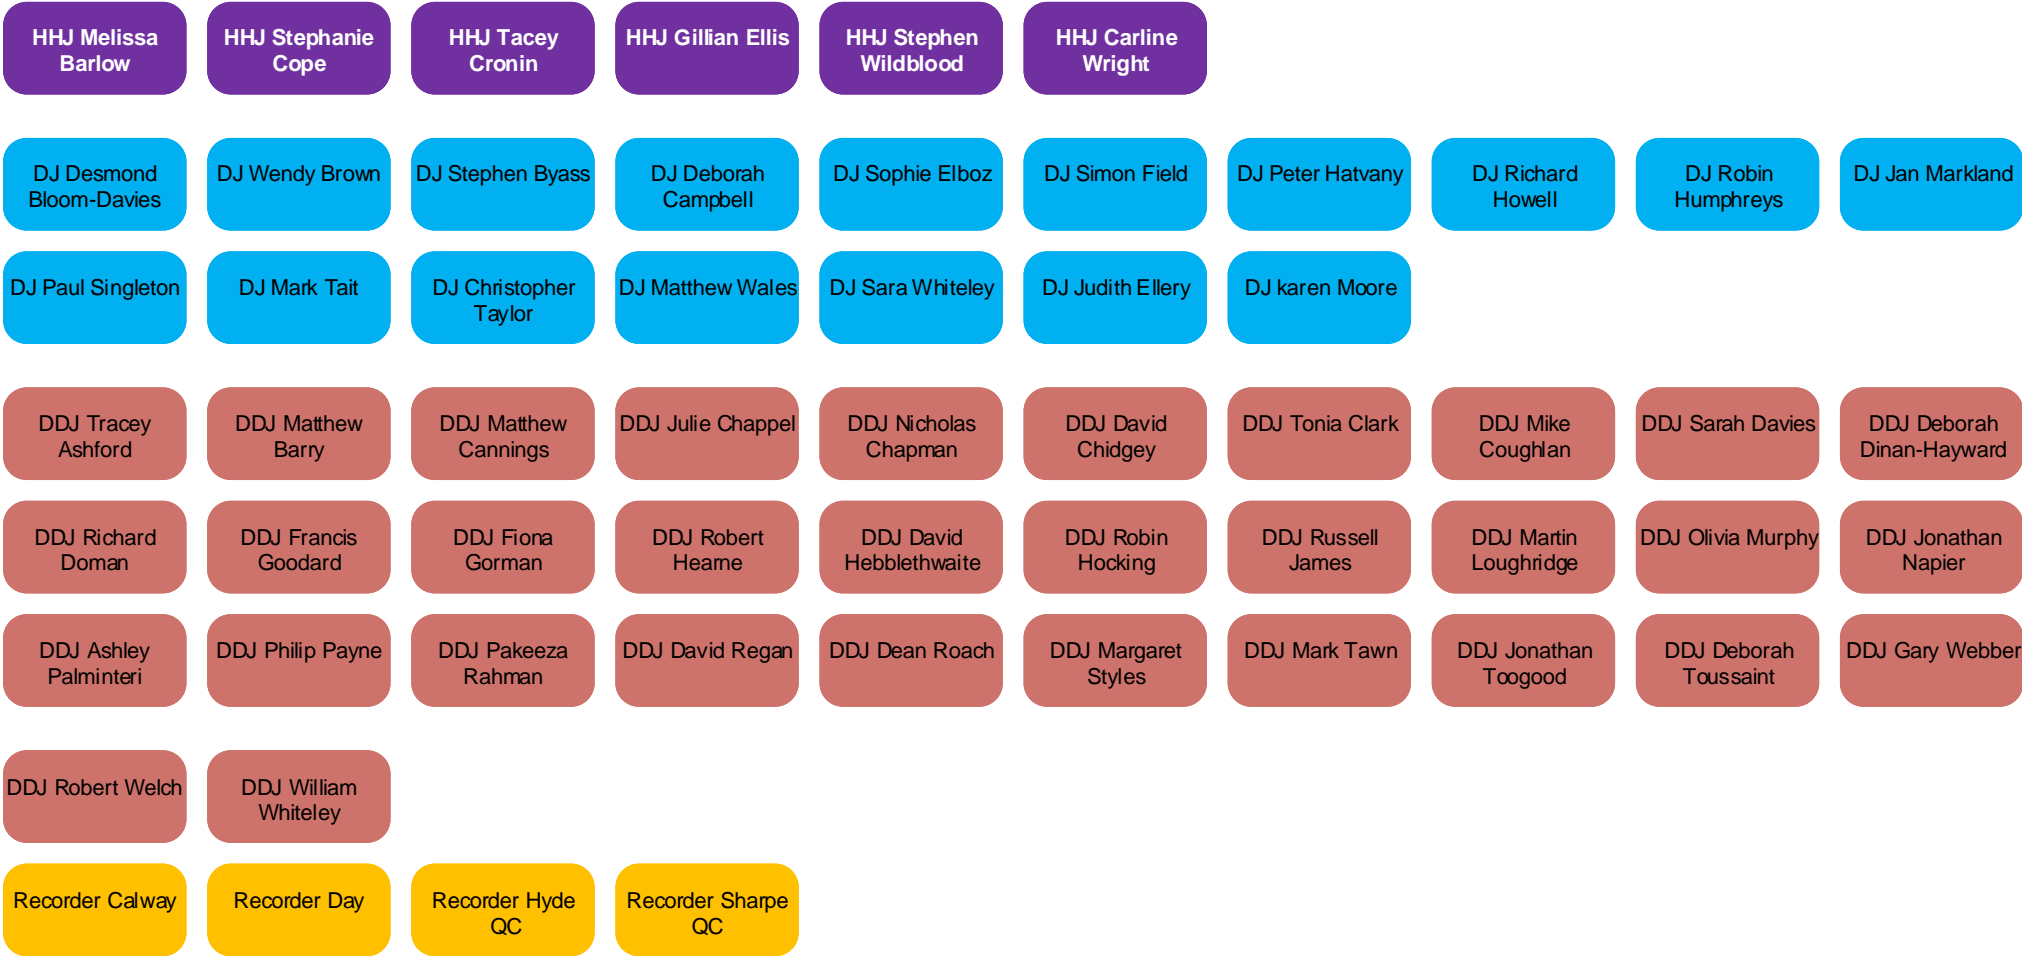 HHJ Melissa
Barlow
HHJ Stephanie
Cope
HHJ Tacey
Cronin
HHJ Gillian Ellis
HHJ Stephen
Wildblood
HHJ Carline
Wright
DJ Desmond
Bloom-Davies
DJ Wendy Brown
DJ Stephen Byass
DJ Deborah
Campbell
DJ Sophie Elboz
DJ Simon Field
DJ Peter Hatvany
DJ Richard
Howell
DJ Robin
Humphreys
DJ Jan Markland
DJ Paul Singleton
DJ Mark Tait
DJ Christopher
Taylor
DJ Matthew Wales
DJ Sara Whiteley
DJ Judith Ellery
DJ karen Moore
DDJ Tracey
Ashford
DDJ Matthew
Barry
DDJ Matthew
Cannings
DDJ Julie Chappel
DDJ Nicholas
Chapman
DDJ David
Chidgey
DDJ Tonia Clark
DDJ Mike
Coughlan
DDJ Sarah Davies
DDJ Deborah
Dinan-Hayward
DDJ Richard
Doman
DDJ Francis
Goodard
DDJ Fiona
Gorman
DDJ Robert
Hearne
DDJ David
Hebblethwaite
DDJ Robin
Hocking
DDJ Russell
James
DDJ Martin
Loughridge
DDJ Olivia Murphy
DDJ Jonathan
Napier
DDJ Ashley
Palminteri
DDJ Philip Payne
DDJ Pakeeza
Rahman
DDJ David Regan
DDJ Dean Roach
DDJ Margaret
Styles
DDJ Mark Tawn
DDJ Jonathan
Toogood
DDJ Deborah
Toussaint
DDJ Gary Webber
DDJ Robert Welch
DDJ William
Whiteley
Recorder Calway
Recorder Day
Recorder Hyde
QC
Recorder Sharpe
QC